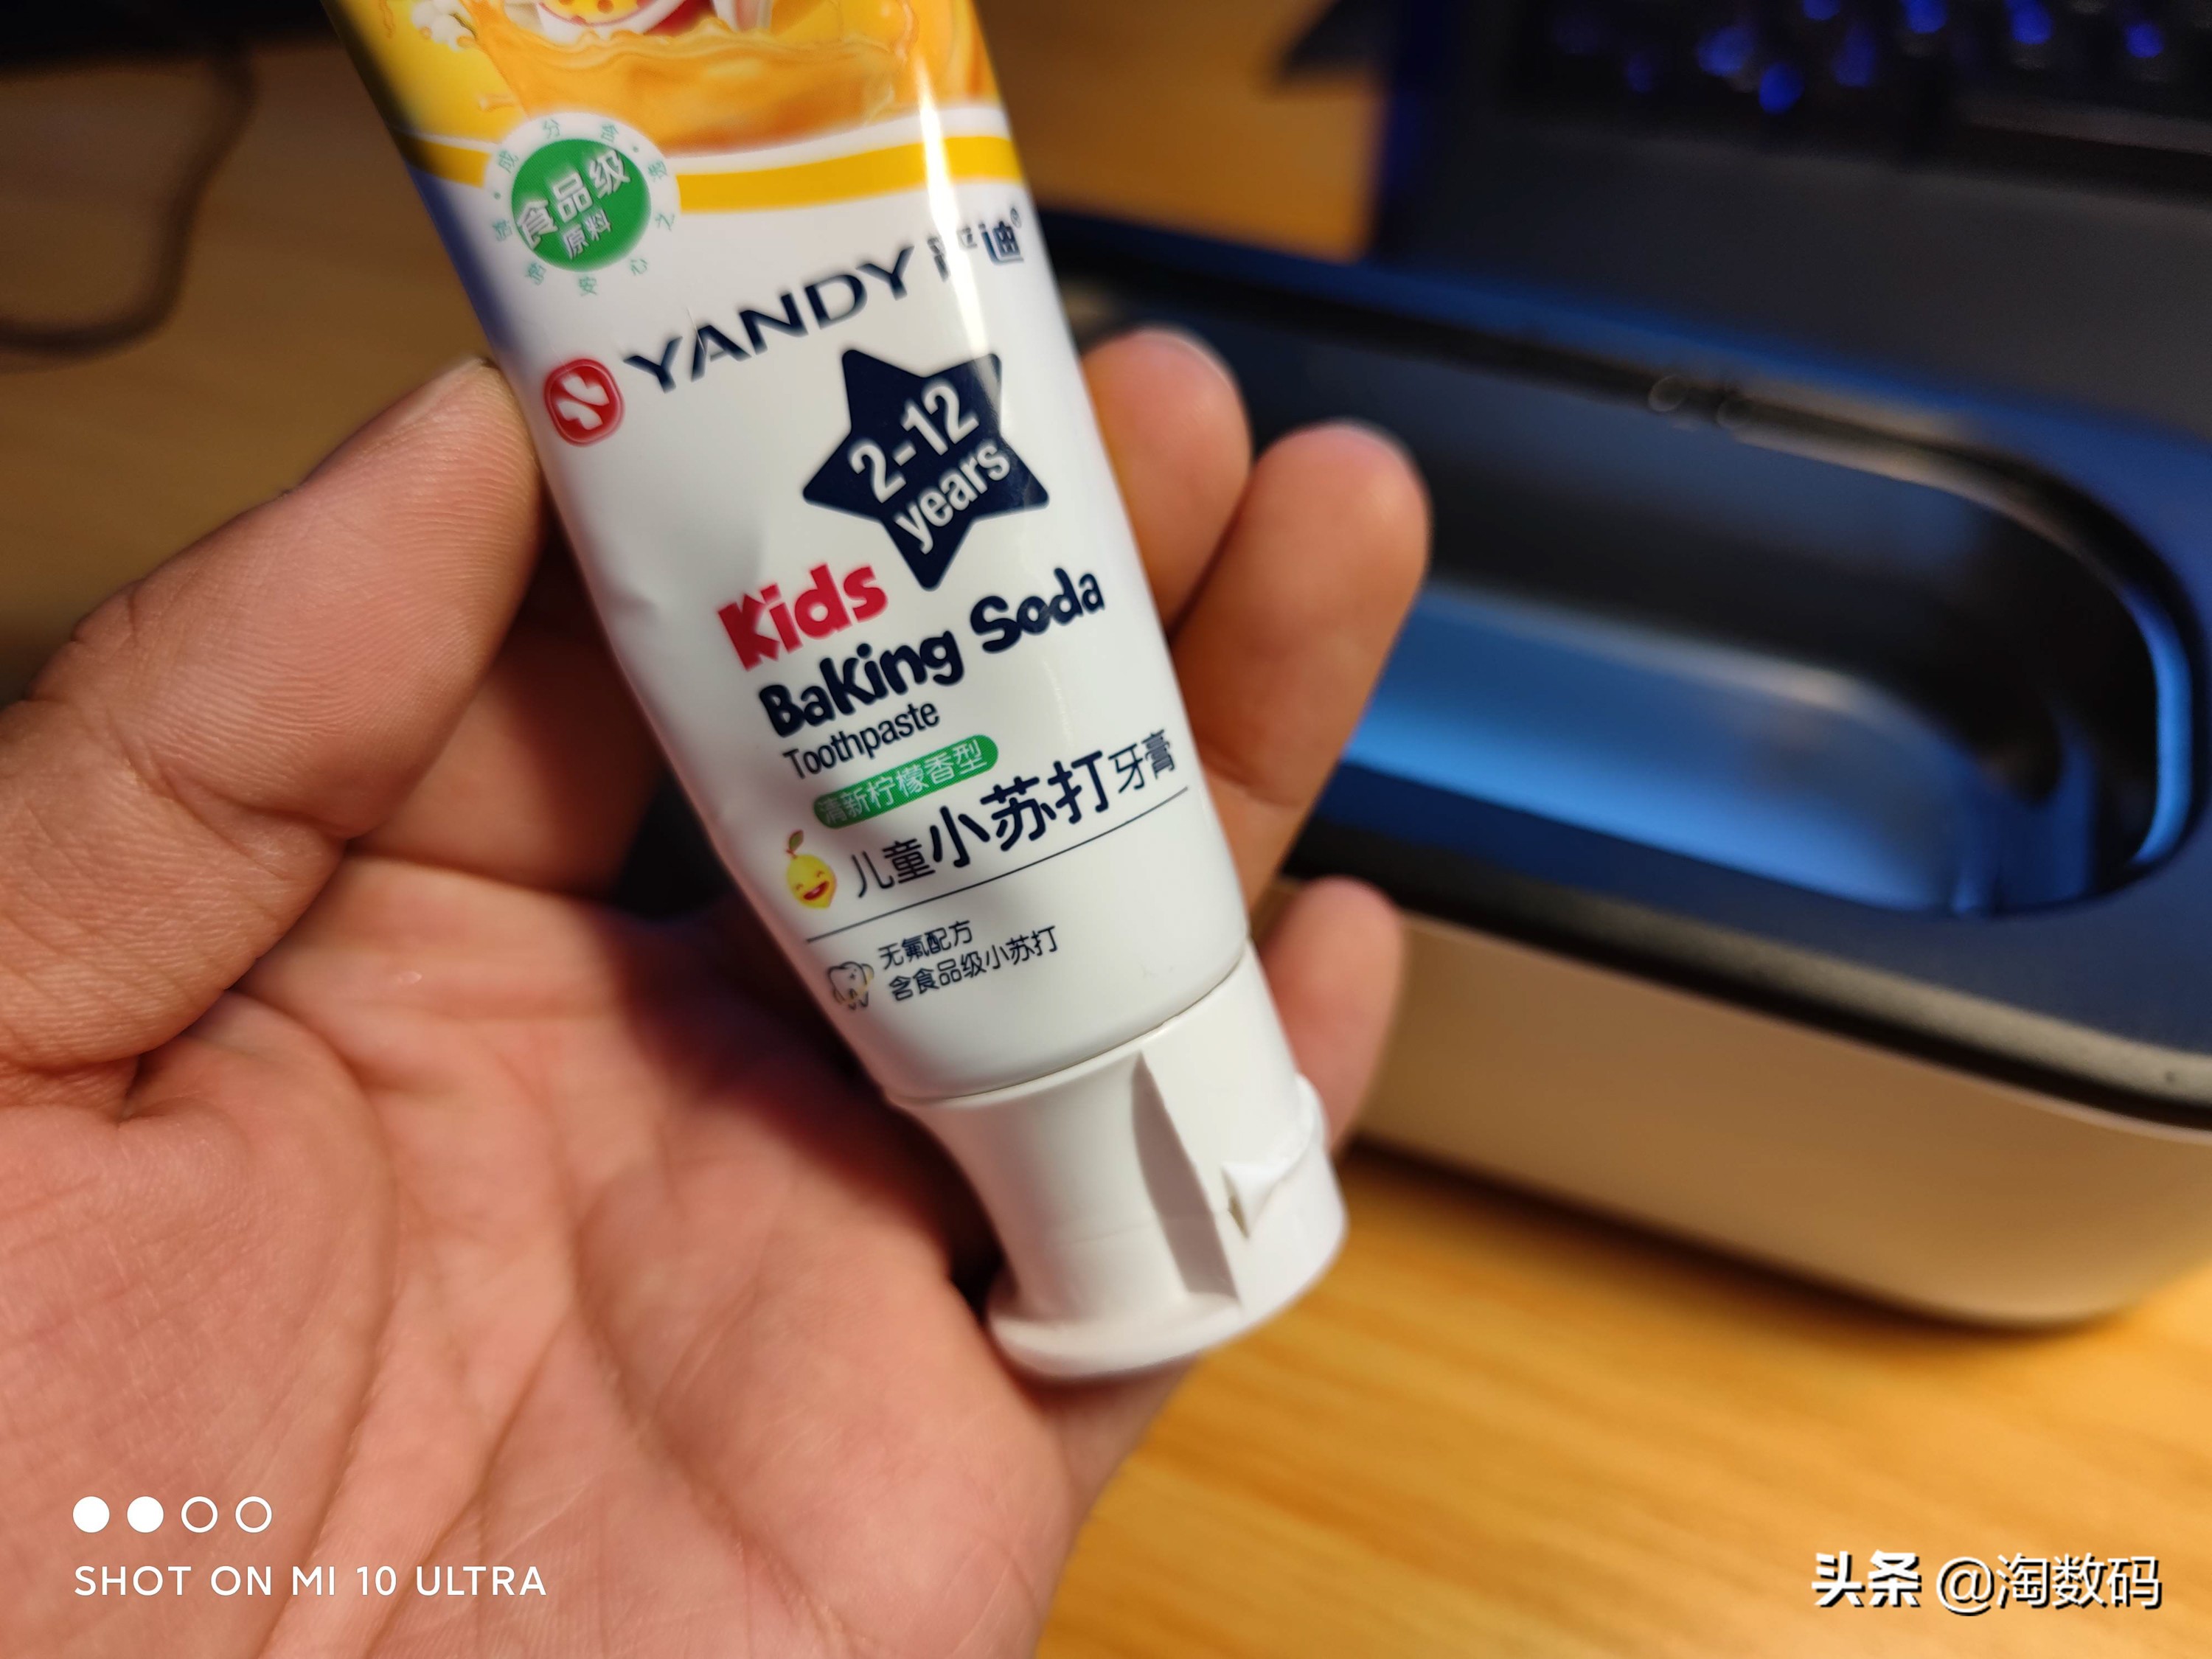 食品级
原料
YANDY
2-12
years
Kids
Baking Soda
Toothpaste
清新柠檬香型
儿童小苏打牙膏
无氟配方
含食品级小苏打
SHOT ON MI 10 ULTRA
头条 @淘数码